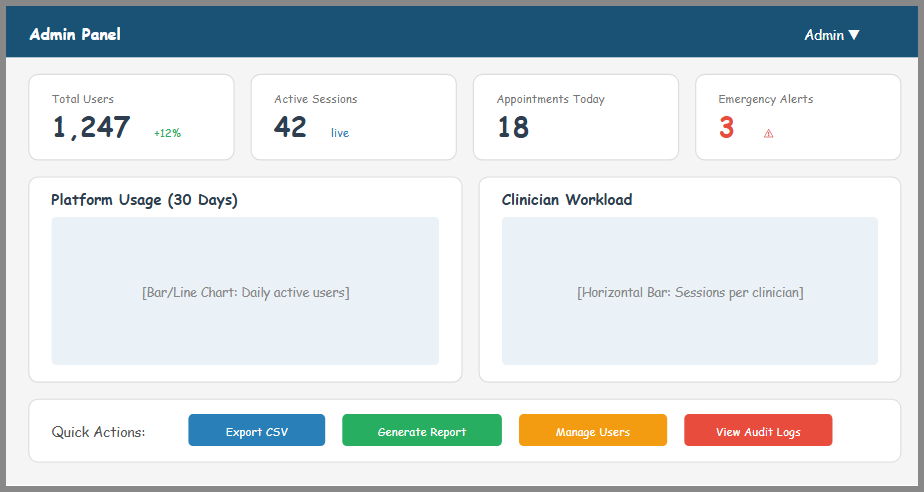 Admin Panel
Admin ▼
Total Users
1,247 +12%
Active Sessions
42 live
Appointments Today
18
Emergency Alerts
3 ⚠
Platform Usage (30 Days)
[Bar/Line Chart: Daily active users]
Clinician Workload
[Horizontal Bar: Sessions per clinician]
Quick Actions:
Export CSV
Generate Report
Manage Users
View Audit Logs